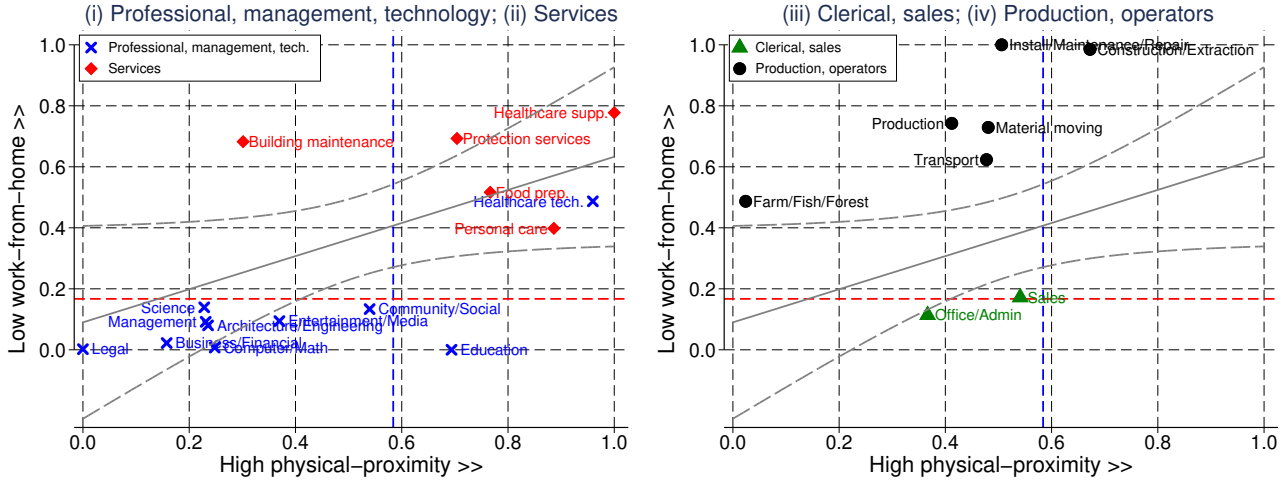 (i) Professional, management, technology; (ii) Services
Low work−from−home >>
1.0
0.8
0.6
0.4
0.2
0.0
Professional, management, tech.
Services
Healthcare supp.
Building maintenance
Protection services
Food prep.
Healthcare tech.
Personal care
Science
Community/Social
Management
Architecture/Engineering
Entertainment/Media
Business/Financial
Computer/Math
Legal
Education
0.0 0.2 0.4 0.6 0.8 1.0
High physical−proximity >>
(iii) Clerical, sales; (iv) Production, operators
Low work−from−home >>
1.0
0.8
0.6
0.4
0.2
0.0
Clerical, sales
Production, operators
Install/Maintenance/Repair
Construction/Extraction
Production
Material moving
Transport
Farm/Fish/Forest
Sales
Office/Admin
0.0 0.2 0.4 0.6 0.8 1.0
High physical−proximity >>